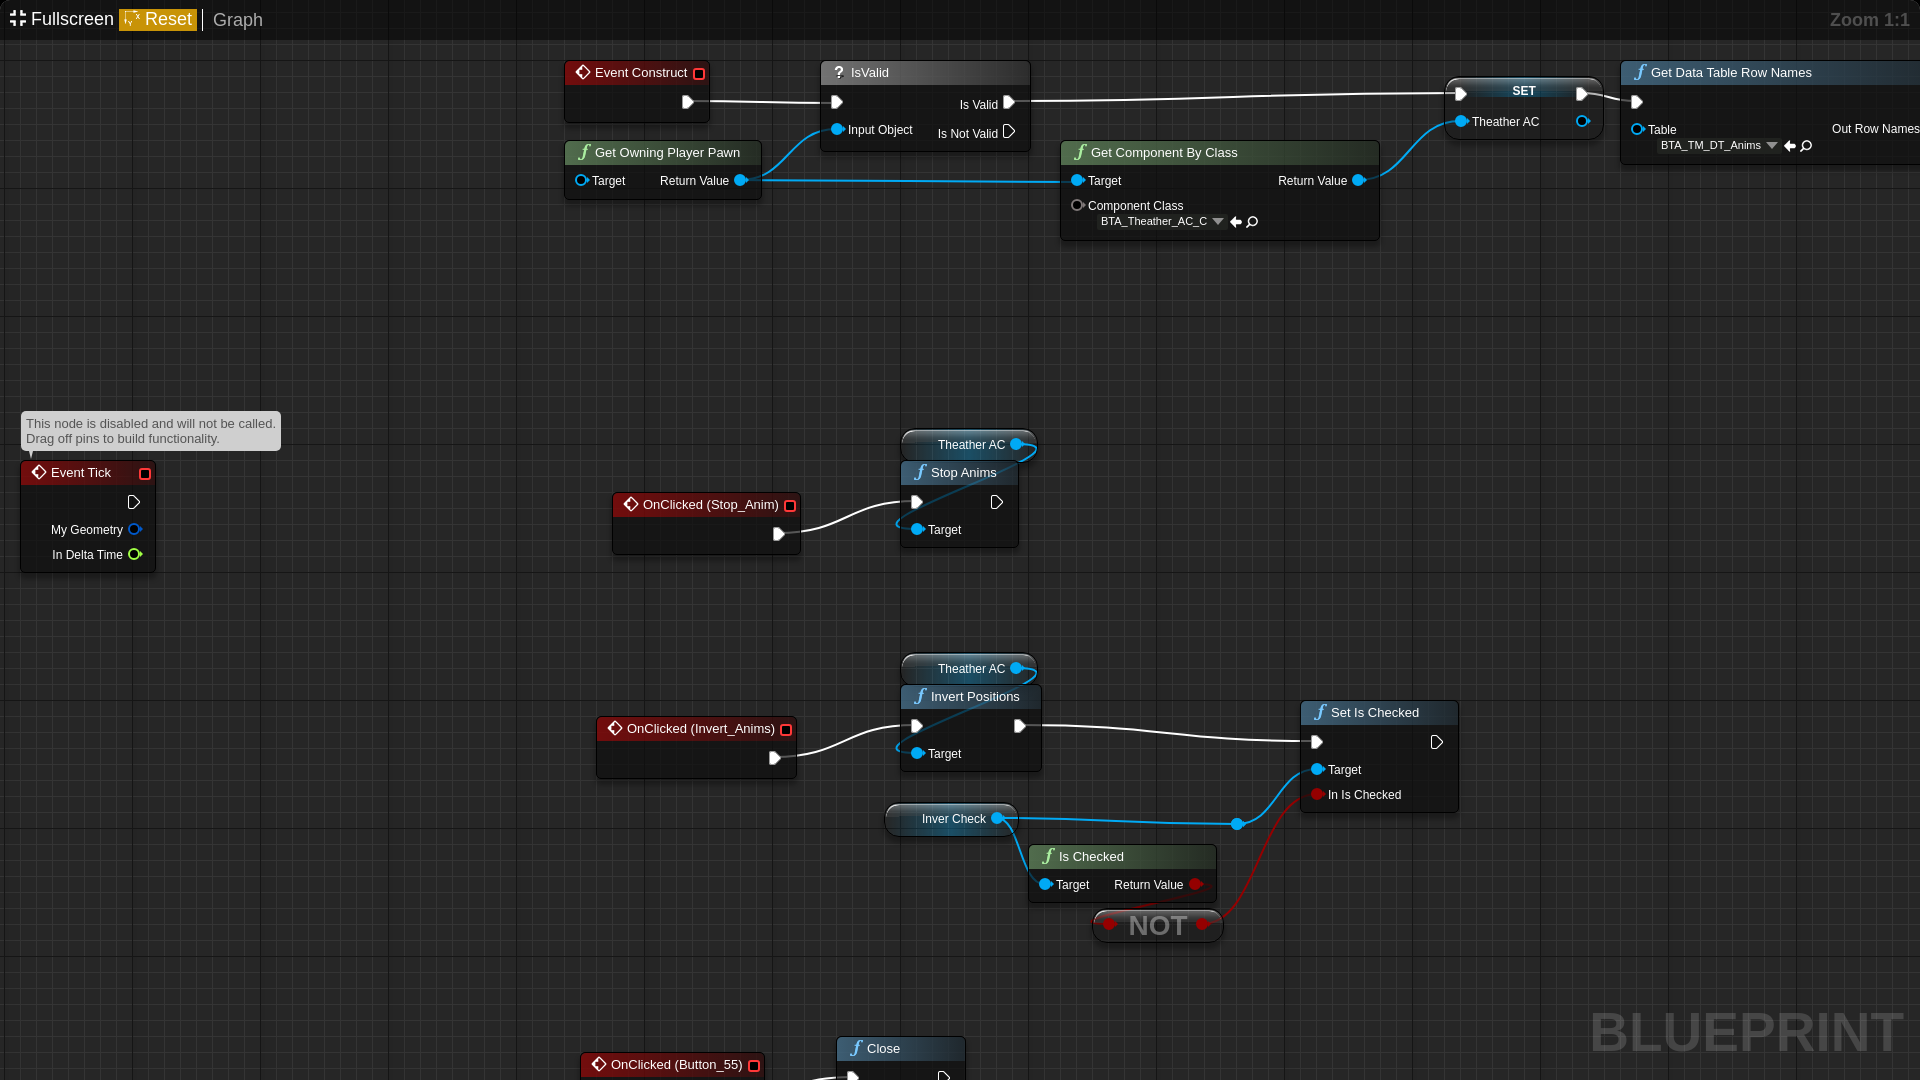 Fullscreen Reset Graph Zoom 1:1
Event Construct
? IsValid
Is Valid
Input Object
Is Not Valid
SET
Theather AC
Get Data Table Row Names
Table
Out Row Names
BTA_TM_DT_Anims
Get Owning Player Pawn
Target Return Value
Get Component By Class
Target Return Value
Component Class
BTA_Theather_AC_C
This node is disabled and will not be called.
Drag off pins to build functionality.
Event Tick
My Geometry
In Delta Time
Theather AC
Stop Anims
Target
OnClicked (Stop_Anim)
Theather AC
Invert Positions
Target
OnClicked (Invert_Anims)
Set Is Checked
Target
In Is Checked
Inver Check
Is Checked
Target Return Value
NOT
BLUEPRINT
Close
OnClicked (Button_55)